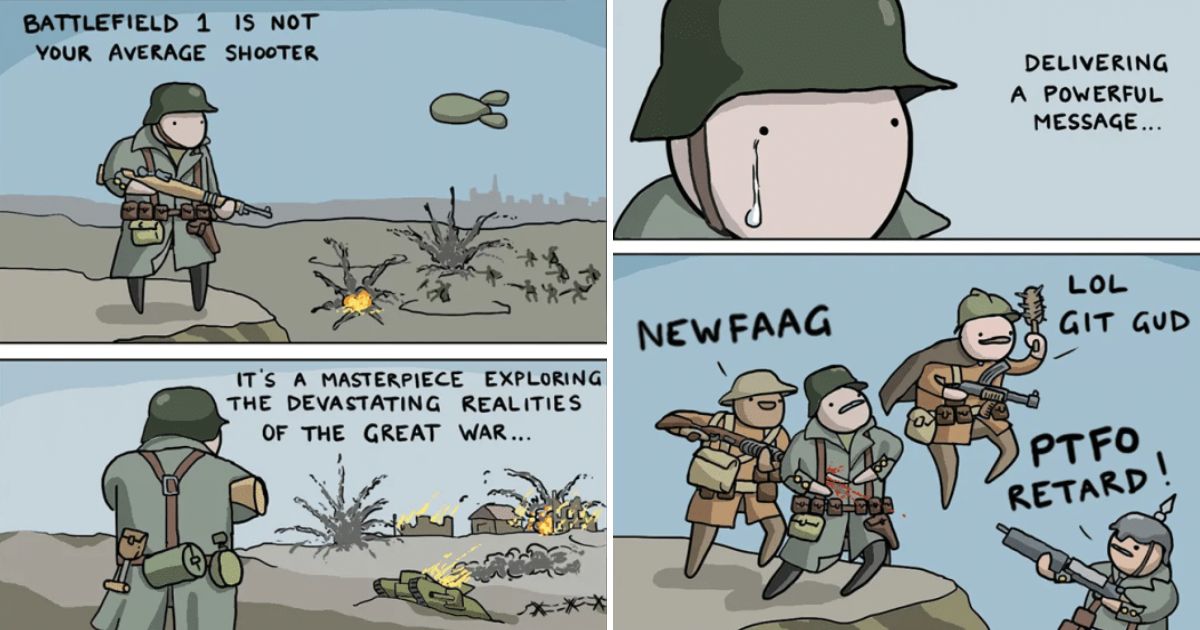 BATTLEFIELD 1 IS NOT
YOUR AVERAGE SHOOTER
IT'S A MASTERPIECE EXPLORING
THE DEVASTATING REALITIES
OF THE GREAT WAR...
DELIVERING
A POWERFUL
MESSAGE...
NEWFAAG
LOL
GIT GUD
PTFO
RETARD!